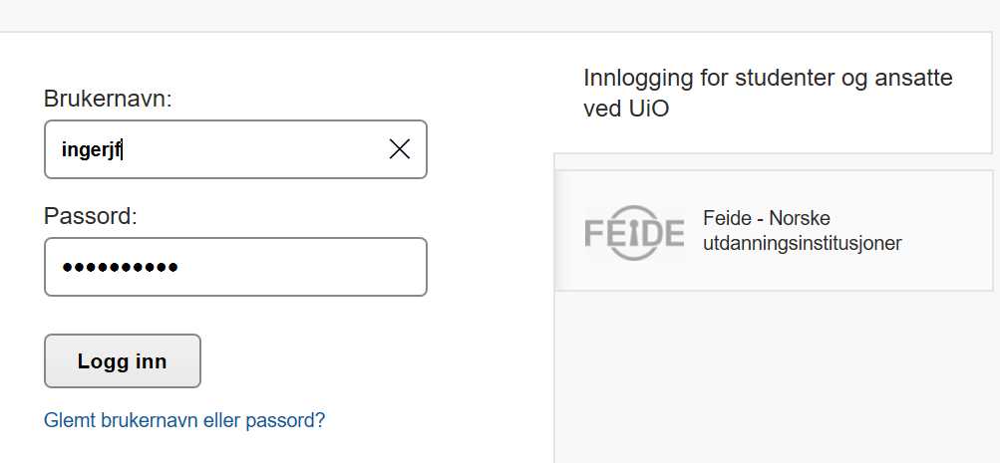 Brukernavn:
ingerjf
Passord:
••••••••••
Logg inn
Glemt brukernavn eller passord?
Innlogging for studenter og ansatte
ved UiO
FEIDE
Feide - Norske
utdanningsinstitusjoner